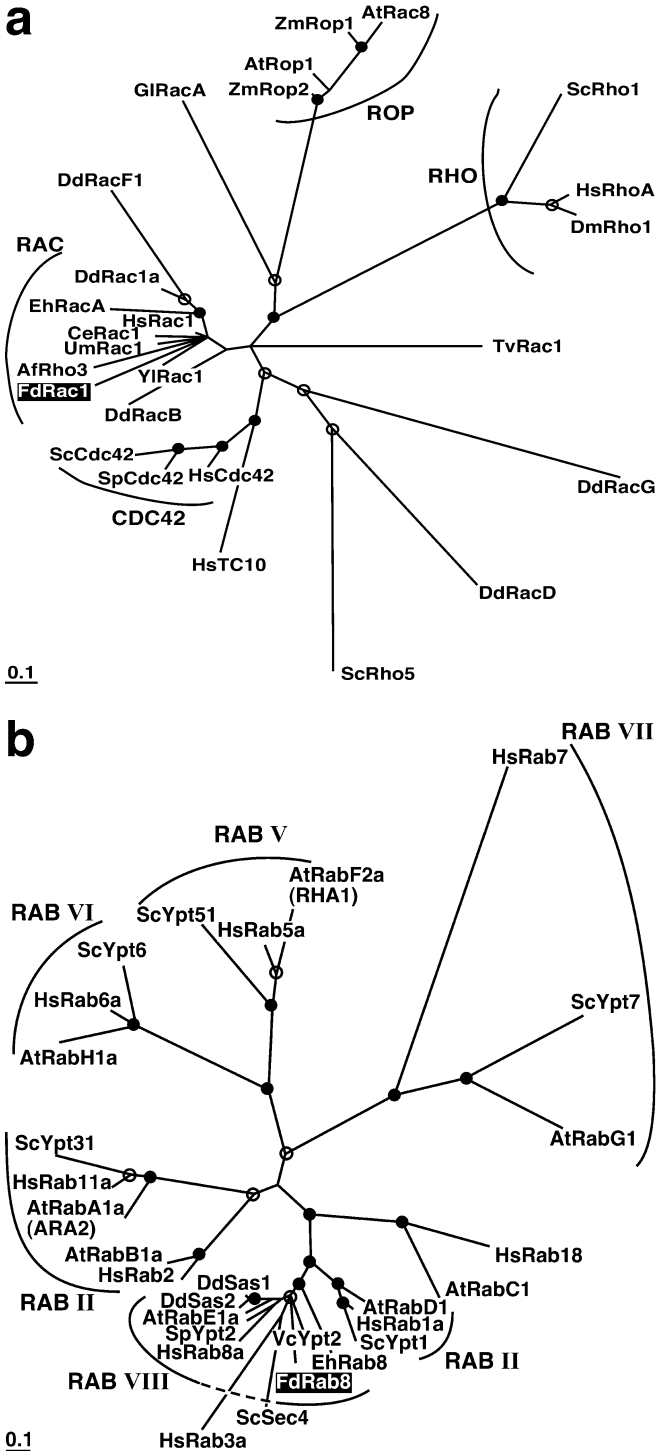 a
ZmRop1
AtRac8
AtRop1
ZmRop2
GlRacA
ROP
ScRho1
RHO
HsRhoA
DmRho1
DdRacF1
RAC
DdRac1a
EhRacA
HsRac1
CeRac1
UmRac1
AfRho3
YlRac1
FdRac1
DdRacB
TvRac1
ScCdc42
SpCdc42
HsCdc42
CDC42
HsTC10
DdRacG
DdRacD
ScRho5
0.1
b
RAB VII
HsRab7
RAB V
AtRabF2a
(RHA1)
ScYpt51
HsRab5a
RAB VI
ScYpt6
HsRab6a
AtRabH1a
ScYpt7
AtRabG1
ScYpt31
HsRab11a
AtRabA1a
(ARA2)
AtRabB1a
HsRab2
RAB II
HsRab18
AtRabC1
DdSas1
DdSas2
AtRabE1a
SpYpt2
HsRab8a
VcYpt2
EhRab8
FdRab8
AtRabD1
HsRab1a
ScYpt1
RAB II
RAB VIII
ScSec4
HsRab3a
0.1